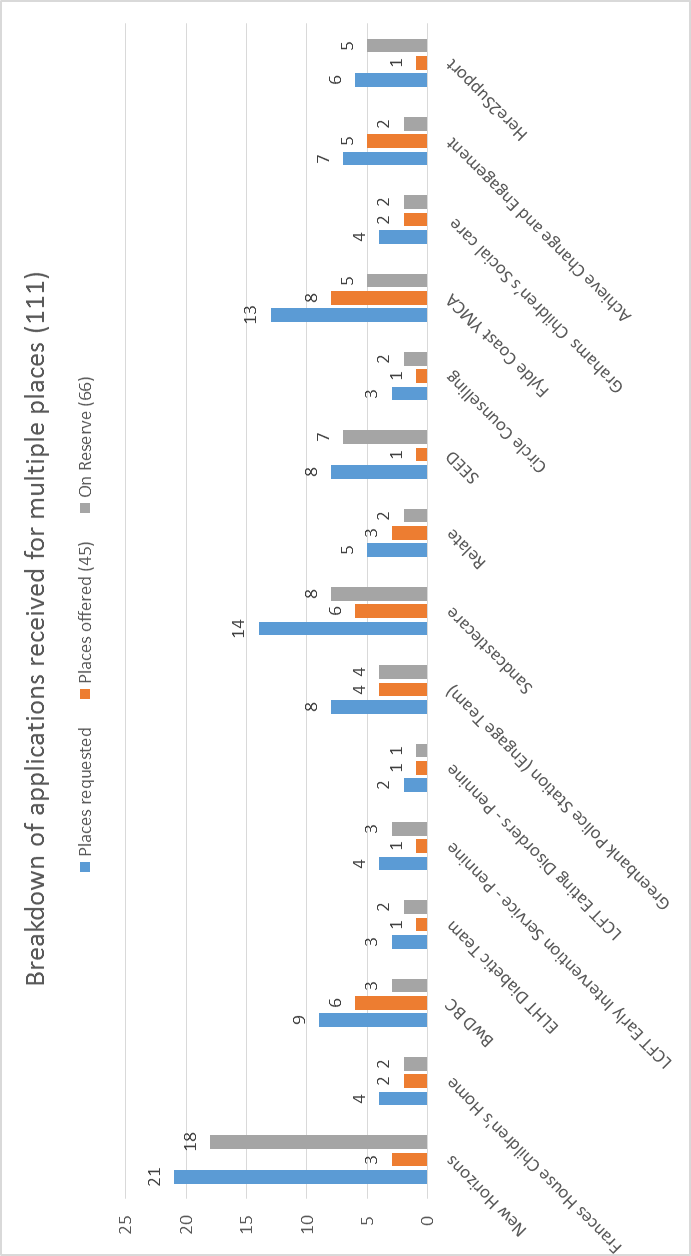 Breakdown of applications received for multiple places (111)
Places requested
Places offered (45)
On Reserve (66)
25
20
15
10
5
0
21
3
18
4
2
2
9
6
3
3
1
2
4
1
3
2
1
1
8
4
4
14
6
8
5
3
2
8
1
7
3
1
2
13
8
5
4
2
2
7
5
2
6
1
5
New Horizons
Frances House Children's Home
BwD BC
ELHT Diabetic Team
LCFT Early Intervention Service - Pennine
LCFT Eating Disorders - Pennine
Greenbank Police Station (Engage Team)
Sandcastlecare
Relate
SEED
Circle Counselling
Fylde Coast YMCA
Grahams Children's Social care
Achieve Change and Engagement
Here2Support